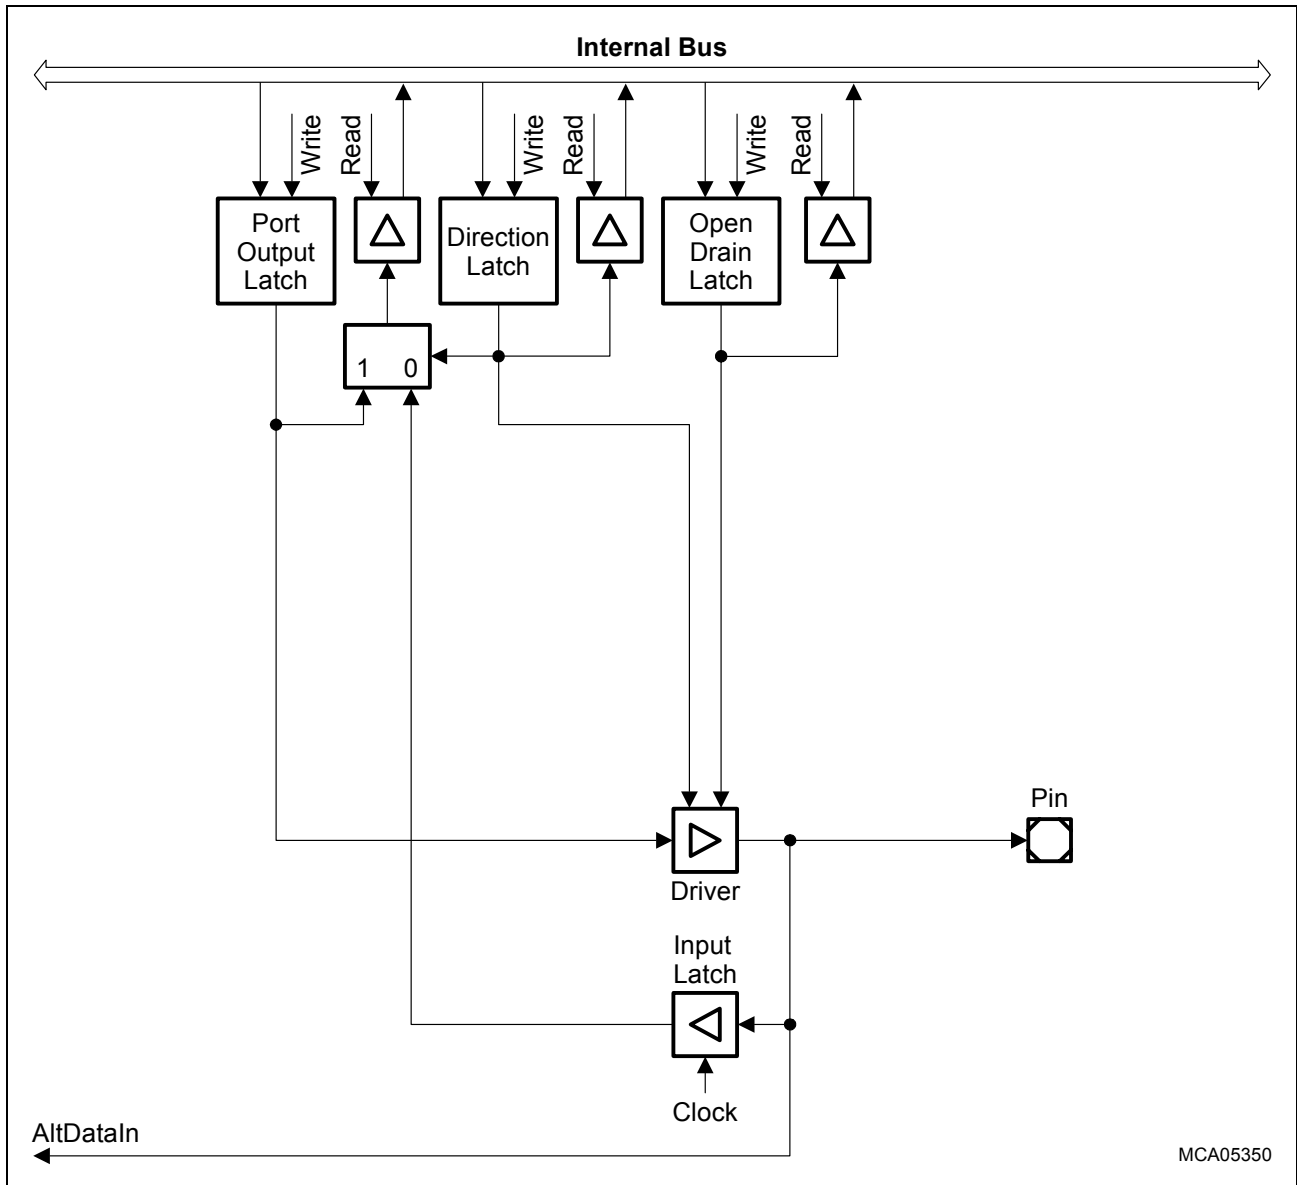 Internal Bus
Write
Read
Write
Read
Write
Read
Port
Output
Latch
Direction
Latch
Open
Drain
Latch
1 0
Pin
Driver
Input
Latch
Clock
AltDataIn
MCA05350